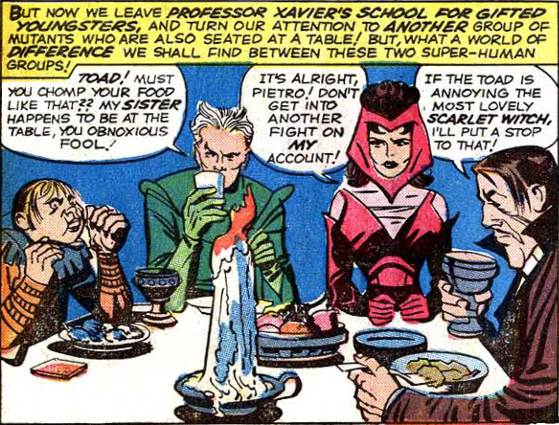 BUT NOW WE LEAVE PROFESSOR XAVIER'S SCHOOL FOR GIFTED
YOUNGSTERS, AND TURN OUR ATTENTION TO ANOTHER GROUP OF
MUTANTS WHO ARE ALSO SEATED AT A TABLE! BUT, WHAT A WORLD OF
DIFFERENCE WE SHALL FIND BETWEEN THESE TWO SUPER-HUMAN
GROUPS!
TOAD! MUST
YOU CHOMP YOUR FOOD
LIKE THAT?? MY SISTER
HAPPENS TO BE AT THE
TABLE, YOU OBNOXIOUS
FOOL!
IT'S ALRIGHT,
PIETRO! DON'T
GET INTO
ANOTHER
FIGHT ON
MY
ACCOUNT!
IF THE TOAD IS
ANNOYING THE
MOST LOVELY
SCARLET WITCH,
I'LL PUT A STOP
TO THAT!